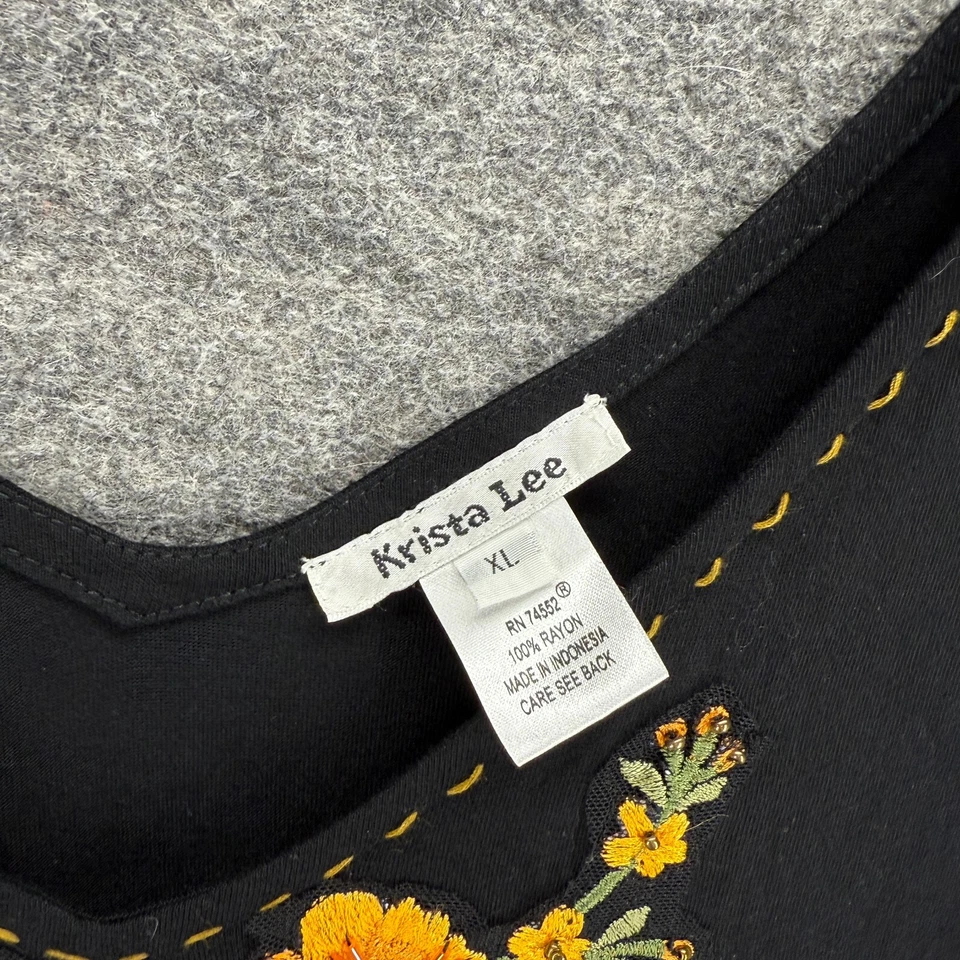 Krista Lee
XL
RN 74552®
100% RAYON
MADE IN INDONESIA
CARE SEE BACK